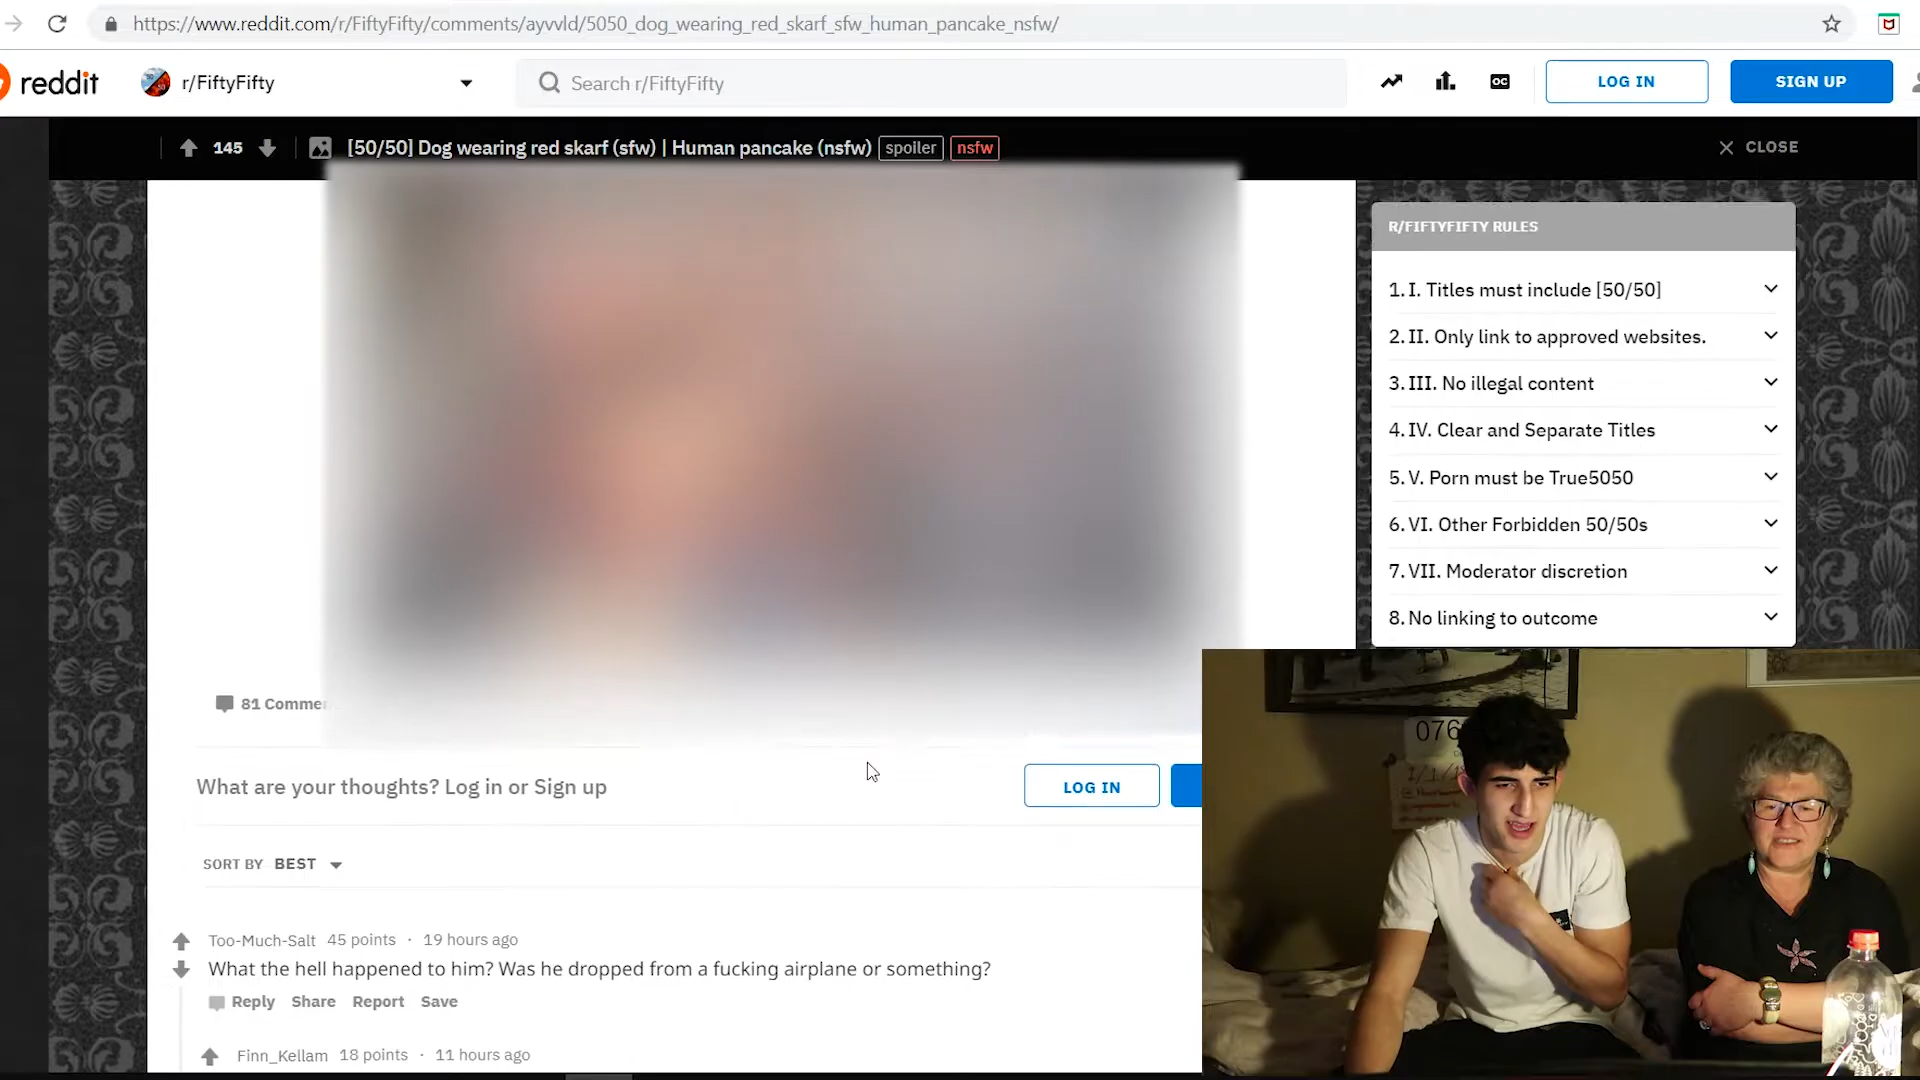 https://www.reddit.com/r/FiftyFifty/comments/ayvvld/5050_dog_wearing_red_skarf_sfw_human_pancake_nsfw/
reddit
r/FiftyFifty
Search r/FiftyFifty
OC
LOG IN
SIGN UP
145
[50/50] Dog wearing red skarf (sfw) | Human pancake (nsfw)
spoiler
nsfw
CLOSE
R/FIFTYFIFTY RULES
1. I. Titles must include [50/50]
2. II. Only link to approved websites.
3. III. No illegal content
4. IV. Clear and Separate Titles
5. V. Porn must be True5050
6. VI. Other Forbidden 50/50s
7. VII. Moderator discretion
8. No linking to outcome
81
What are your thoughts? Log in or Sign up
LOG IN
SORT BY BEST
Too-Much-Salt 45 points · 19 hours ago
What the hell happened to him? Was he dropped from a fucking airplane or something?
Reply Share Report Save
Finn_Kellam 18 points · 11 hours ago